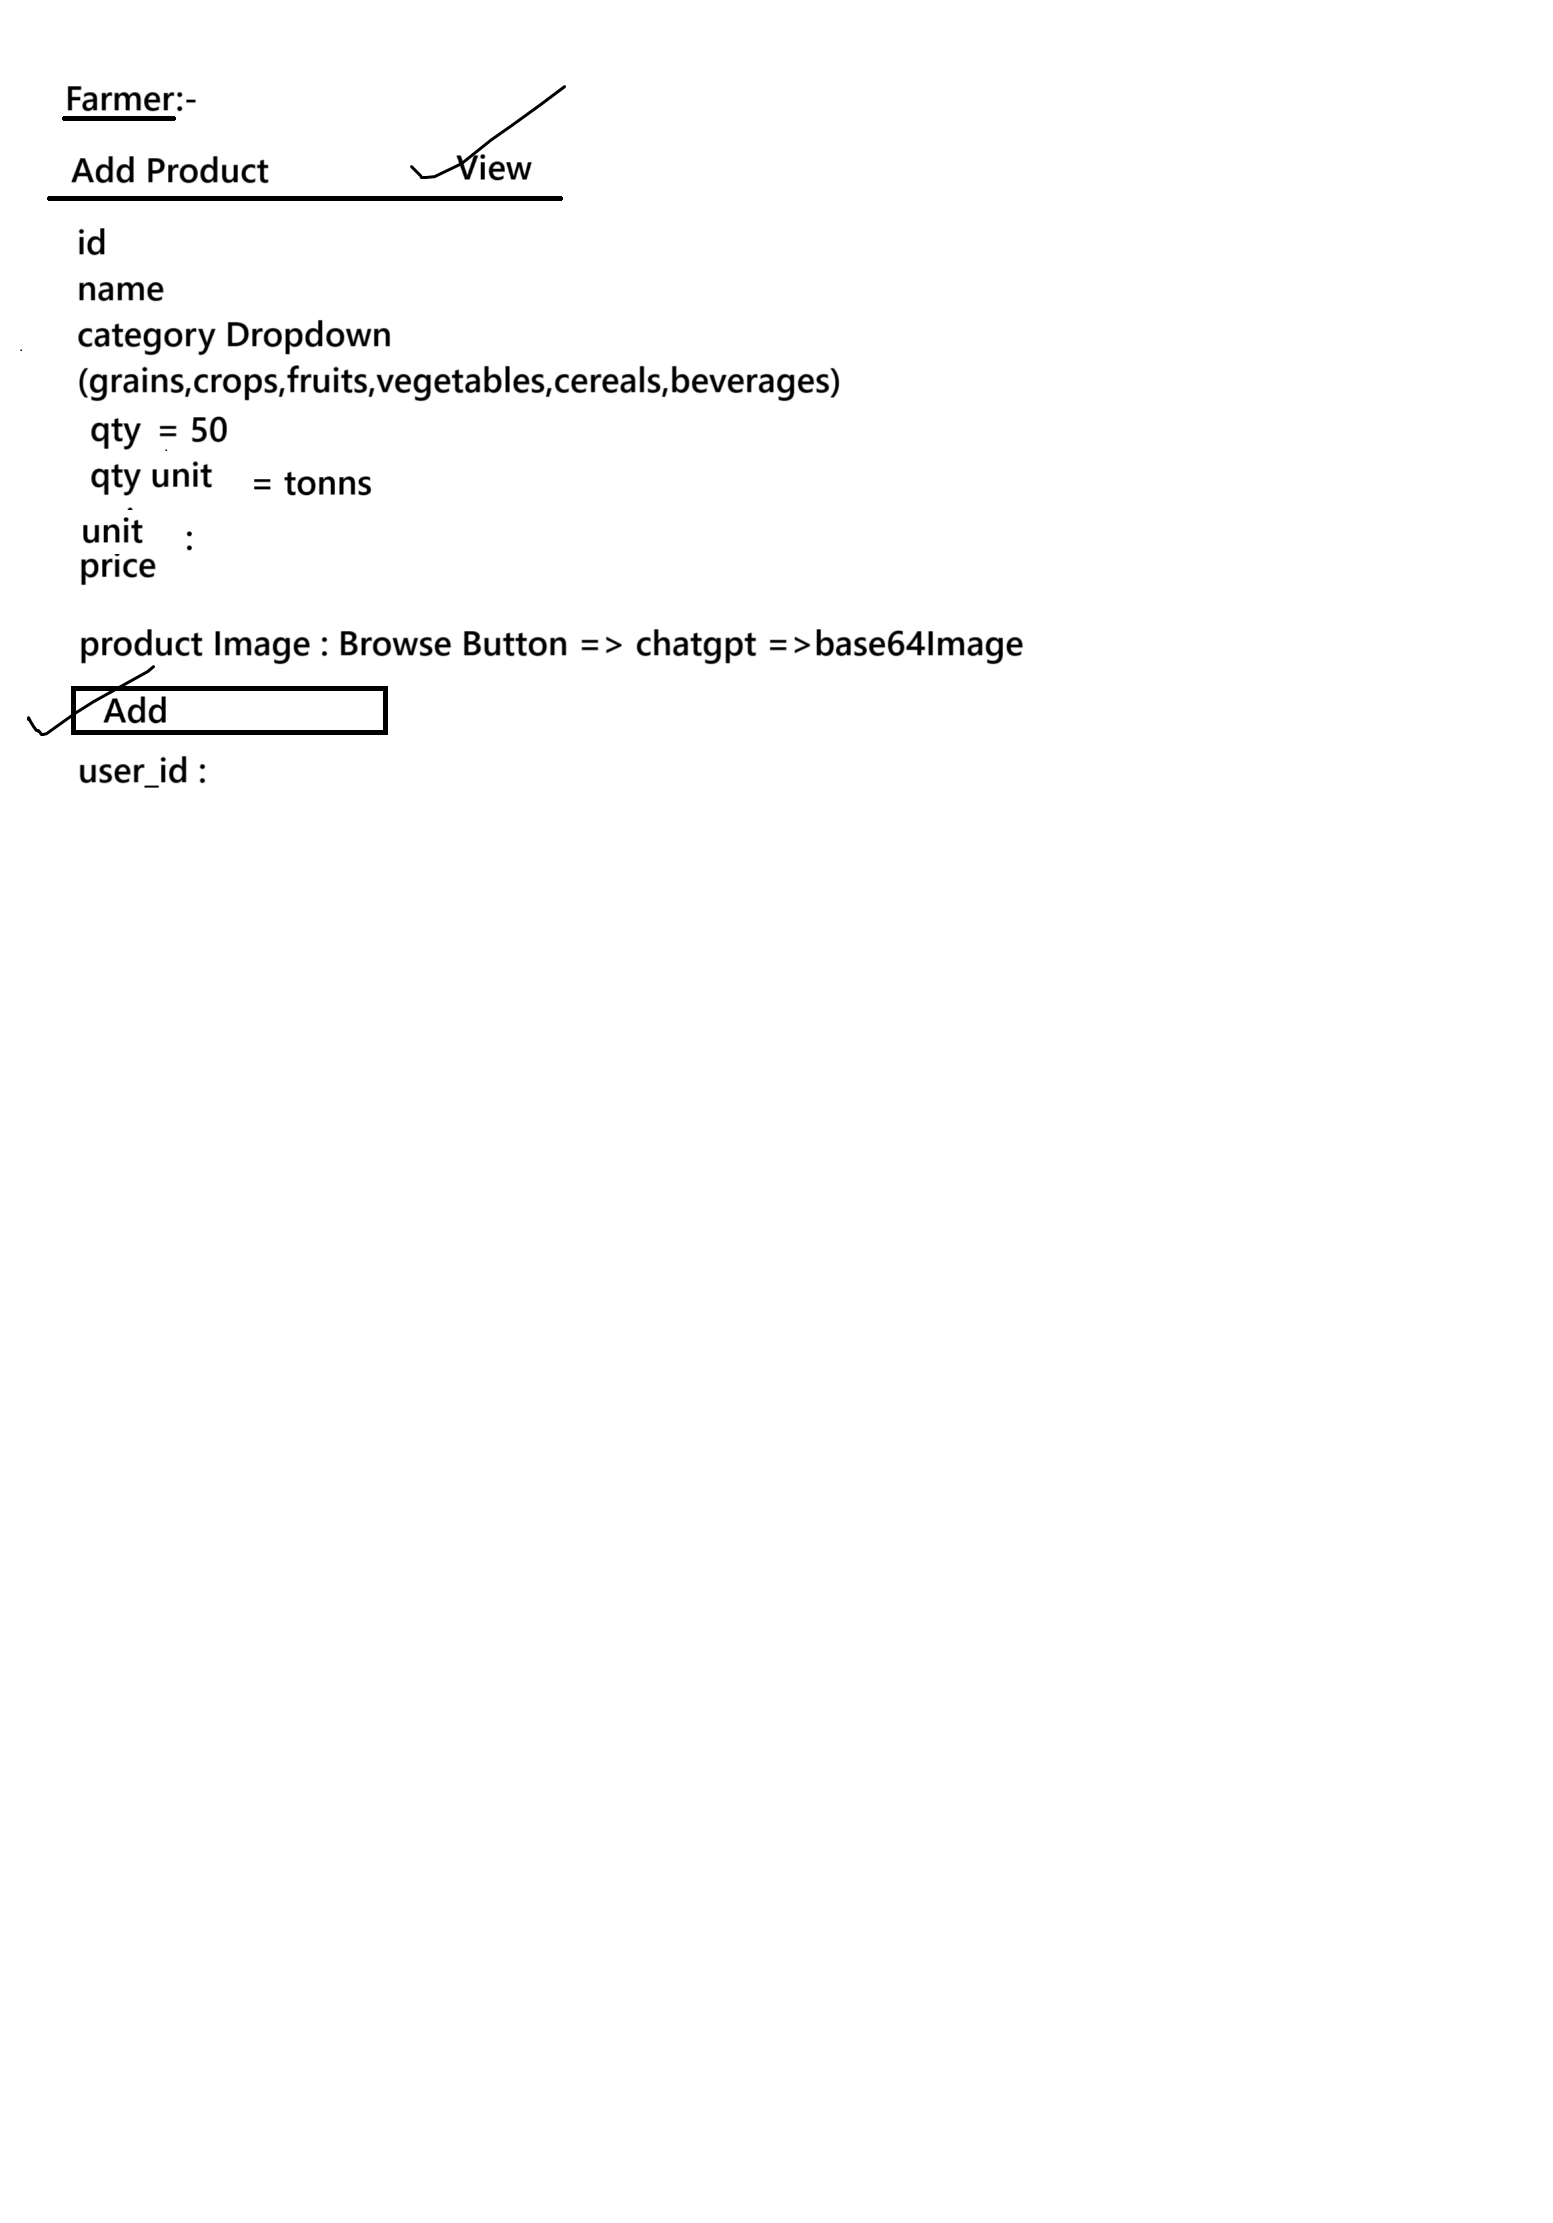 Farmer:-
Add Product View
id
name
category Dropdown
(grains,crops,fruits,vegetables,cereals,beverages)
qty = 50
qty unit = tonns
unit :
price
product Image : Browse Button => chatgpt =>base64Image
Add
user_id :